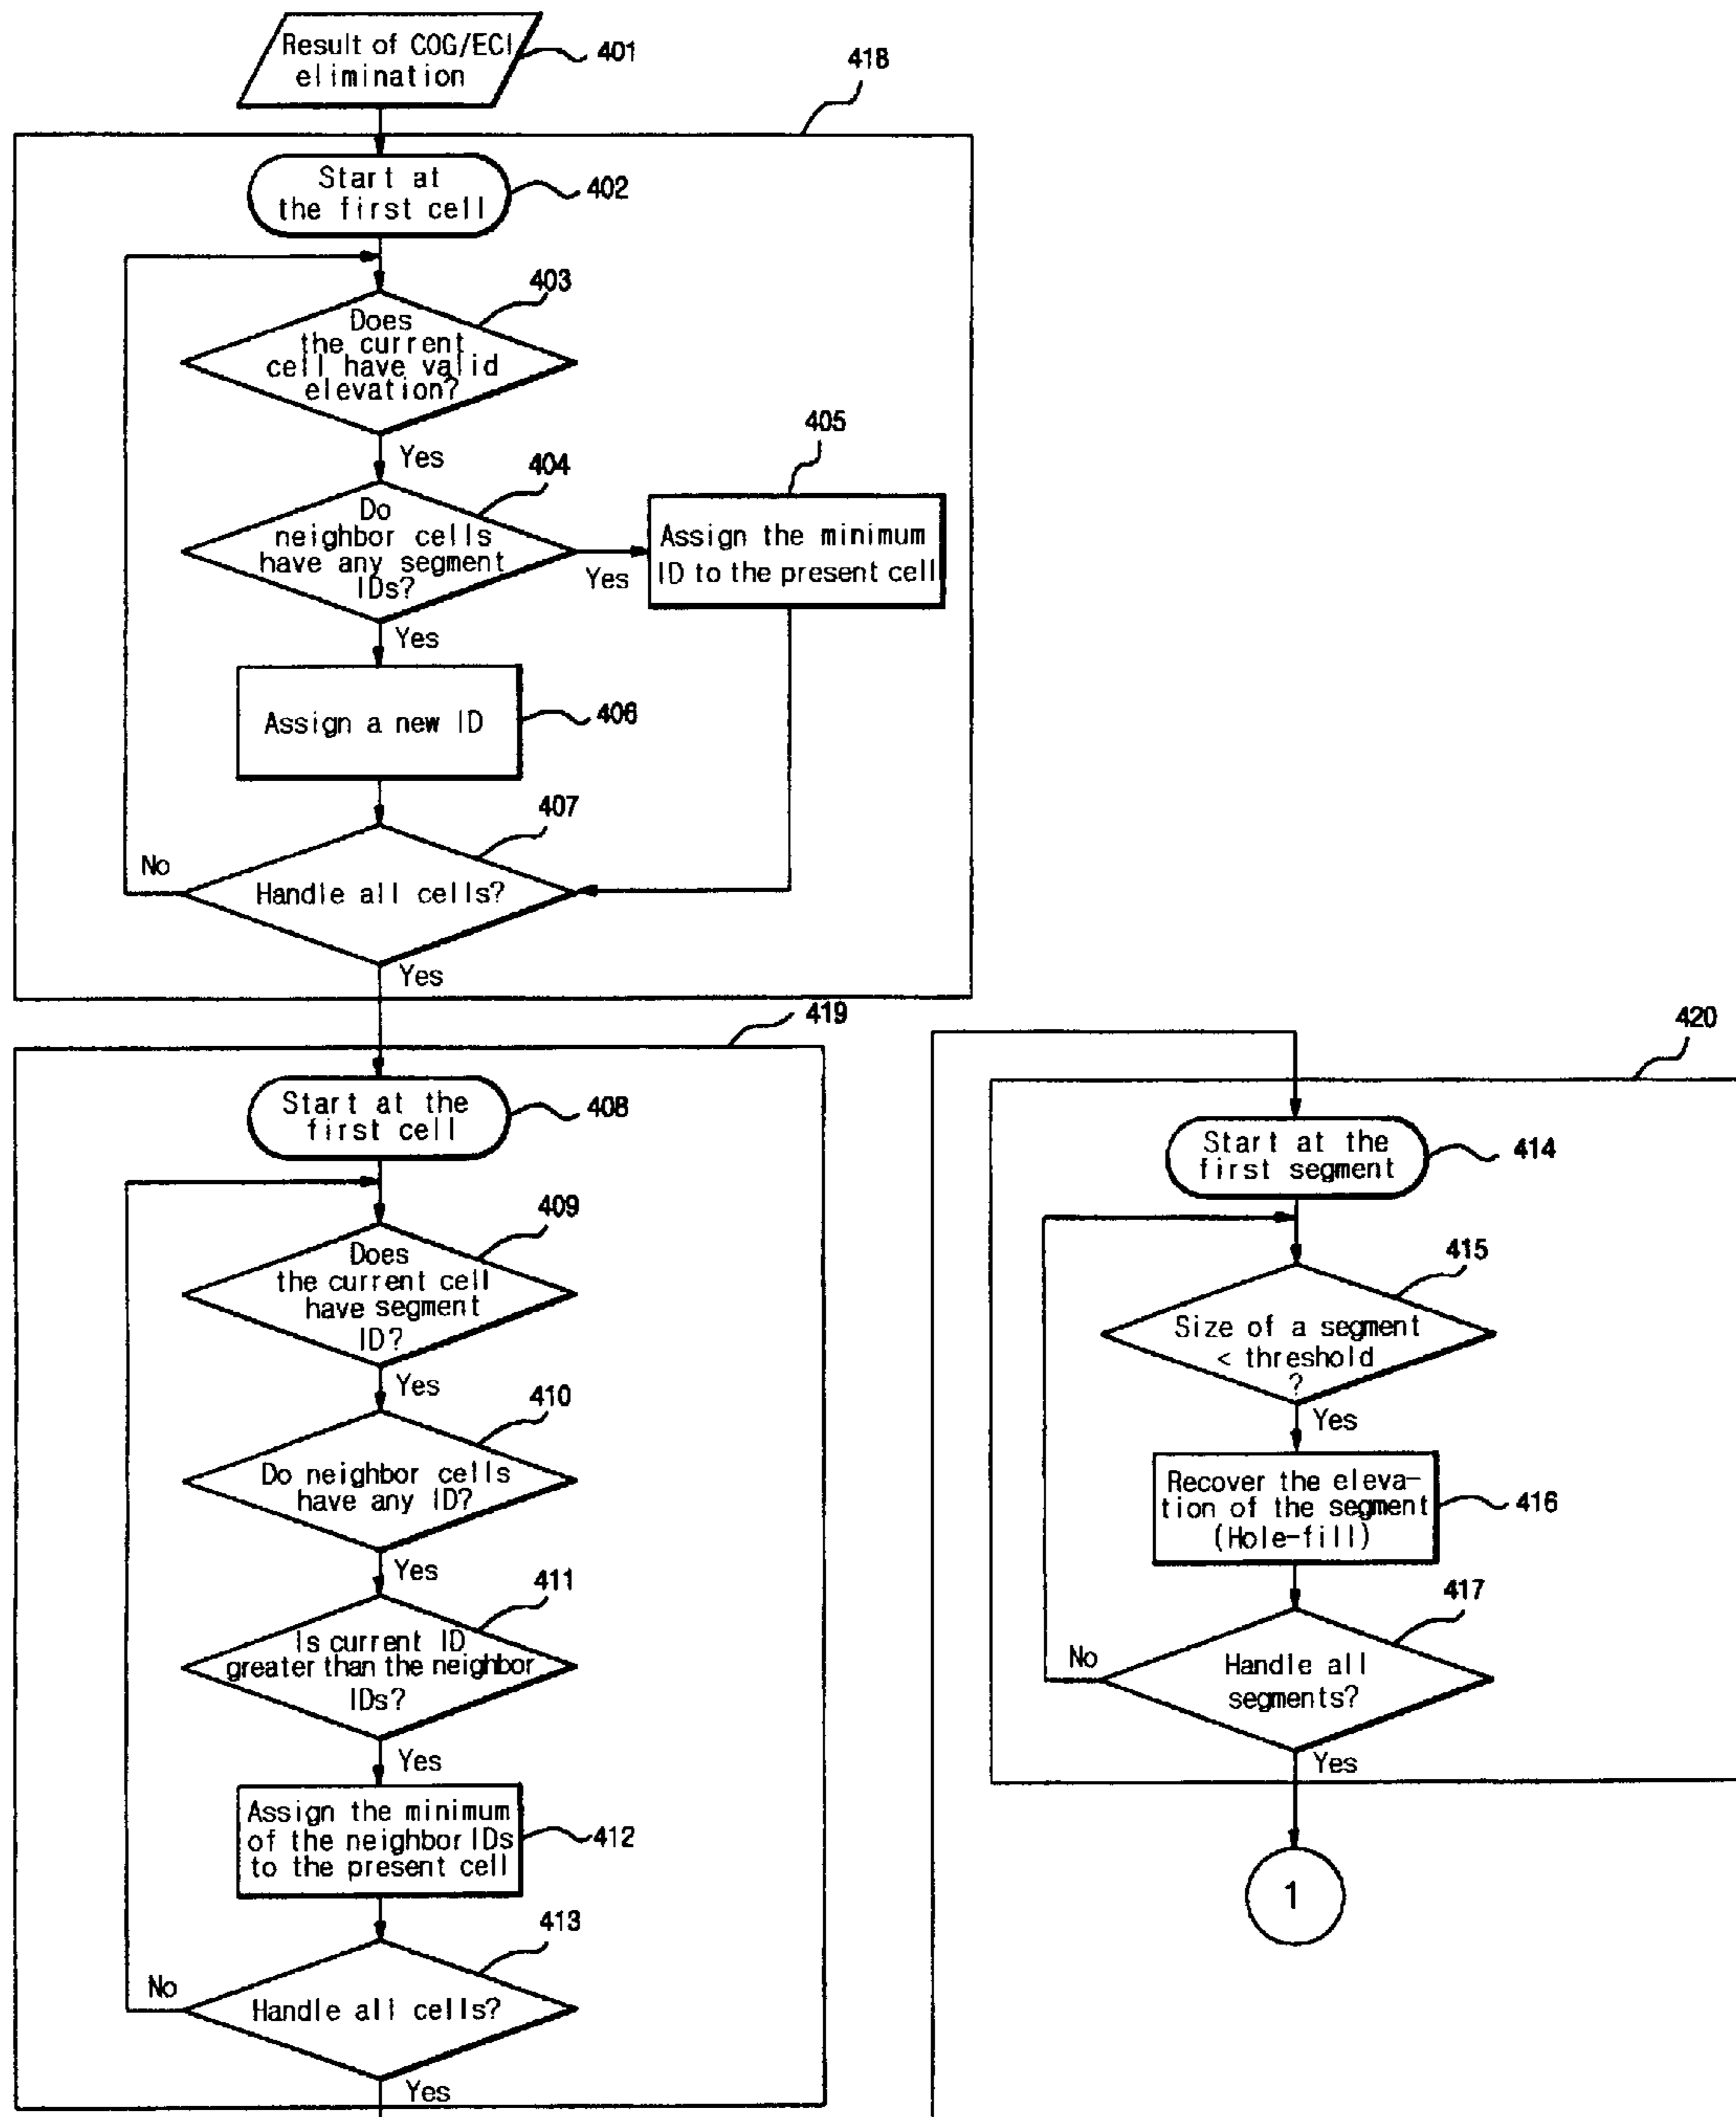 Result of COG/ECI
elimination
401
418
Start at
the first cell
402
403
Does
the current
cell have valid
elevation?
Yes
404
405
Do
neighbor cells
have any segment
IDs?
Yes
Assign the minimum
ID to the present cell
Yes
Assign a new ID
406
407
No
Handle all cells?
Yes
419
Start at the
first cell
408
409
Does
the current cell
have segment
ID?
Yes
410
Do neighbor cells
have any ID?
Yes
411
Is current ID
greater than the neighbor
IDs?
Yes
Assign the minimum
of the neighbor IDs
to the present cell
412
413
No
Handle all cells?
Yes
420
Start at the
first segment
414
415
Size of a segment
< threshold
?
Yes
Recover the eleva-
tion of the segment
(Hole-fill)
416
417
No
Handle all
segments?
Yes
1